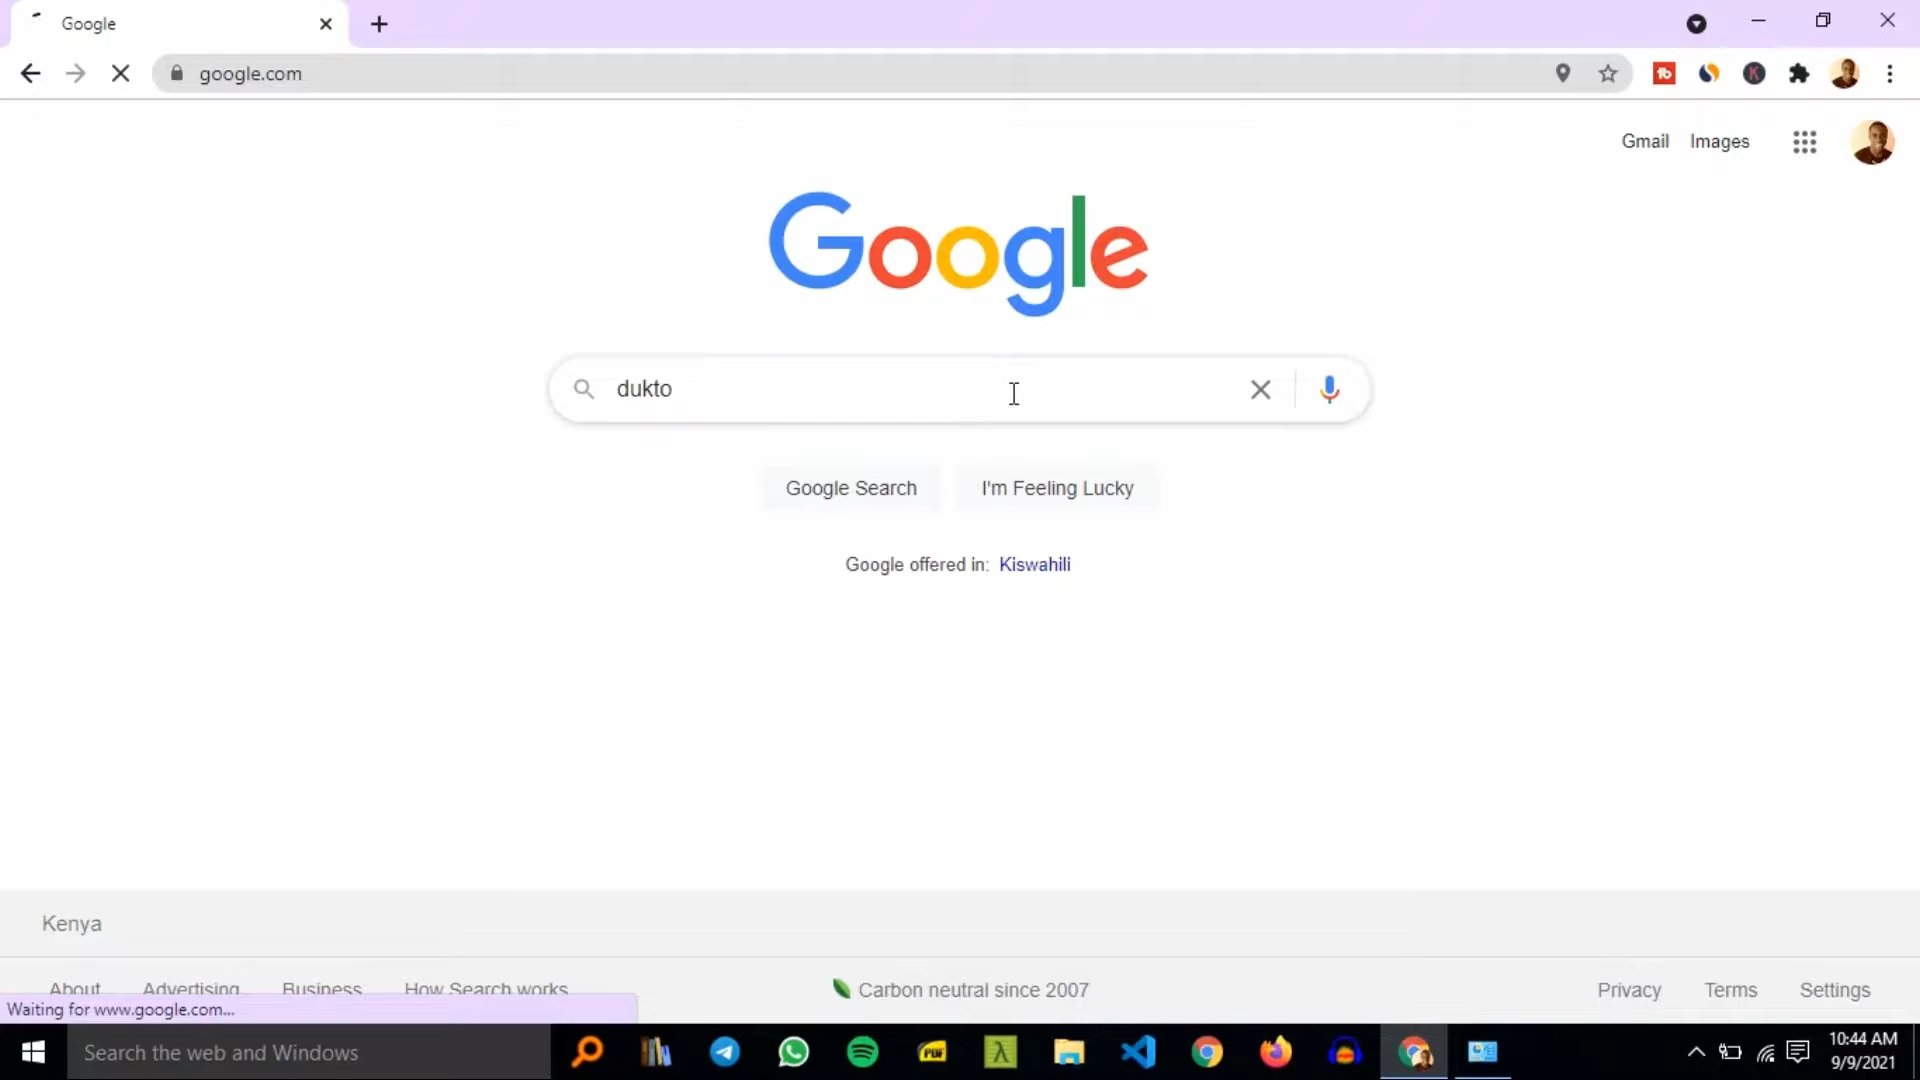 Google
google.com
Gmail Images
Google
dukto
Google Search I'm Feeling Lucky
Google offered in: Kiswahili
Kenya
About Advertising Business How Search works Carbon neutral since 2007 Privacy Terms Settings
Waiting for www.google.com...
Search the web and Windows
PDF
10:44 AM
9/9/2021